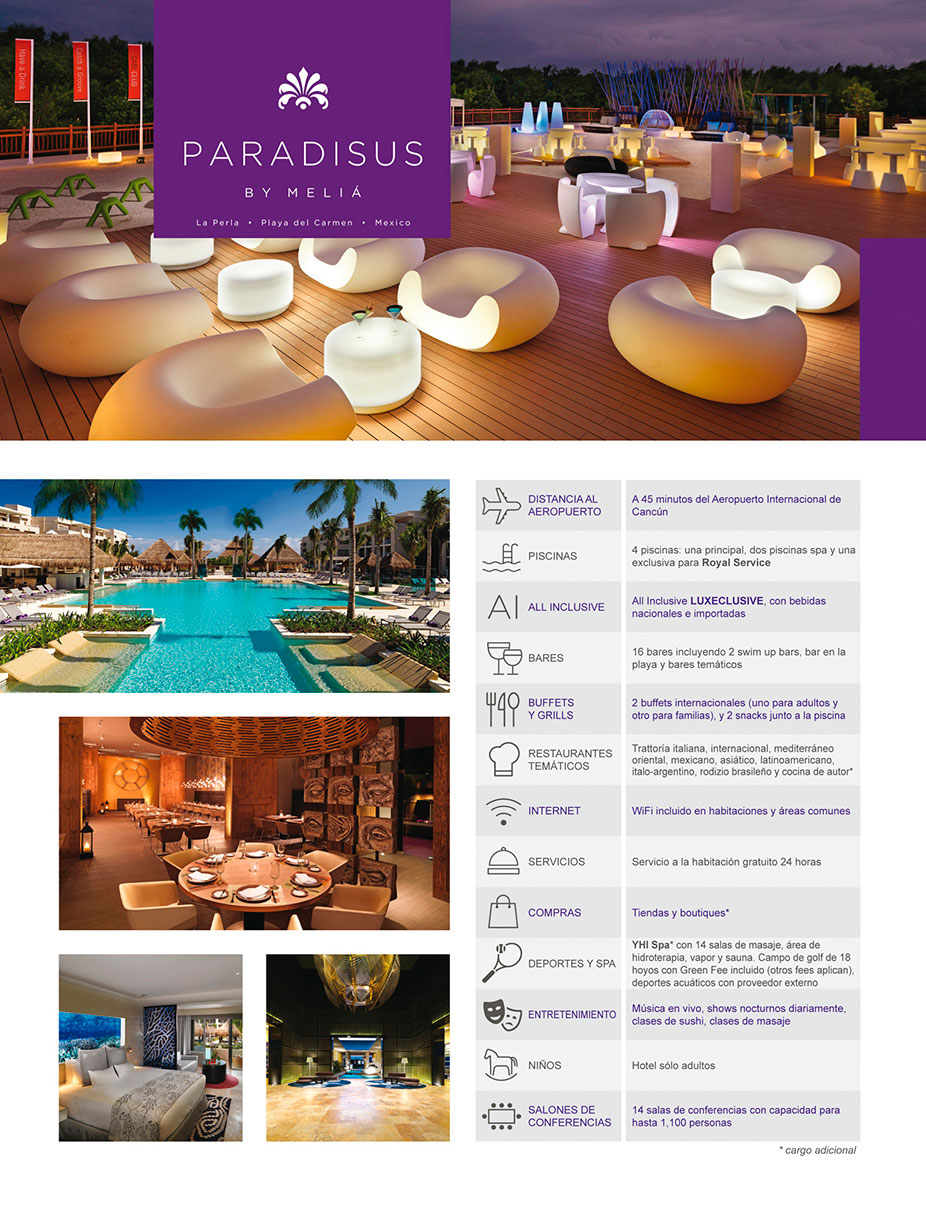 Have a Drink
Catch a Groove
CLUB
PARADISUS
BY MELIÁ
La Perla • Playa del Carmen • Mexico
DISTANCIA AL
AEROPUERTO
A 45 minutos del Aeropuerto Internacional de
Cancún
PISCINAS
4 piscinas: una principal, dos piscinas spa y una
exclusiva para Royal Service
AI
ALL INCLUSIVE
All Inclusive LUXECLUSIVE, con bebidas
nacionales e importadas
BARES
16 bares incluyendo 2 swim up bars, bar en la
playa y bares temáticos
BUFFETS
Y GRILLS
2 buffets internacionales (uno para adultos y
otro para familias), y 2 snacks junto a la piscina
RESTAURANTES
TEMÁTICOS
Trattoría italiana, internacional, mediterráneo
oriental, mexicano, asiático, latinoamericano,
italo-argentino, rodizio brasileño y cocina de autor*
INTERNET
WiFi incluido en habitaciones y áreas comunes
SERVICIOS
Servicio a la habitación gratuito 24 horas
COMPRAS
Tiendas y boutiques*
DEPORTES Y SPA
YHI Spa* con 14 salas de masaje, área de
hidroterapia, vapor y sauna. Campo de golf de 18
hoyos con Green Fee incluido (otros fees aplican),
deportes acuáticos con proveedor externo
ENTRETENIMIENTO
Música en vivo, shows nocturnos diariamente,
clases de sushi, clases de masaje
NIÑOS
Hotel sólo adultos
SALONES DE
CONFERENCIAS
14 salas de conferencias con capacidad para
hasta 1,100 personas
* cargo adicional